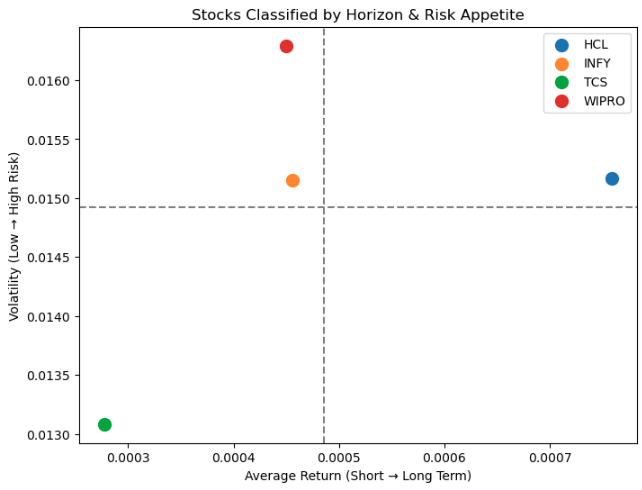 Stocks Classified by Horizon & Risk Appetite
HCL
INFY
TCS
WIPRO
Volatility (Low → High Risk)
0.0160
0.0155
0.0150
0.0145
0.0140
0.0135
0.0130
0.0003
0.0004
0.0005
0.0006
0.0007
Average Return (Short → Long Term)